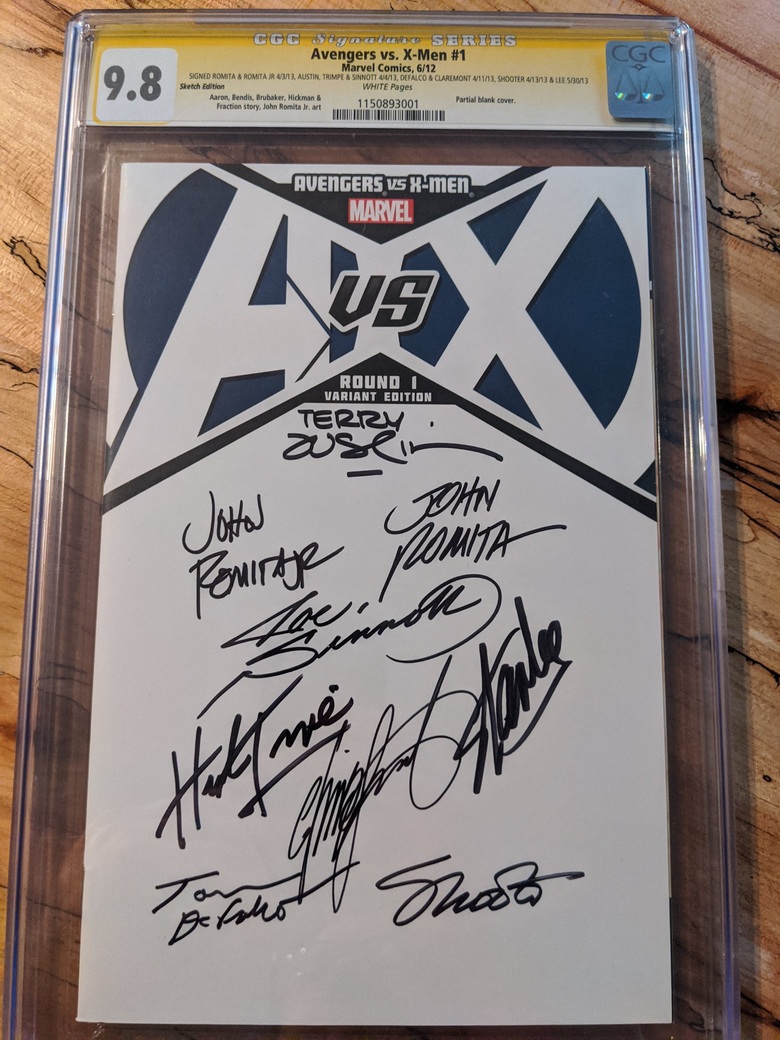 CGC Signature SERIES
9.8
Avengers vs. X-Men #1
Marvel Comics, 6/12
SIGNED ROMITA & ROMITA JR 4/3/13, AUSTIN, TRIMPE & SINNOTT 4/4/13, DEFALCO & CLAREMONT 4/11/13, SHOOTER 4/13/13 & LEE 5/30/13
Sketch Edition
WHITE Pages
Aaron, Bendis, Brubaker, Hickman &
Fraction story, John Romita Jr. art
1150893001
Partial blank cover.
CGC
AVENGERS VS X-MEN
MARVEL
A VS X
ROUND 1
VARIANT EDITION
TERRY
AUSTIN
JOHN
ROMITA JR
JOHN
ROMITA
Joe
Sinnott
Stan Lee
Herb Trimpe
Tom
DeFalco
Shooter